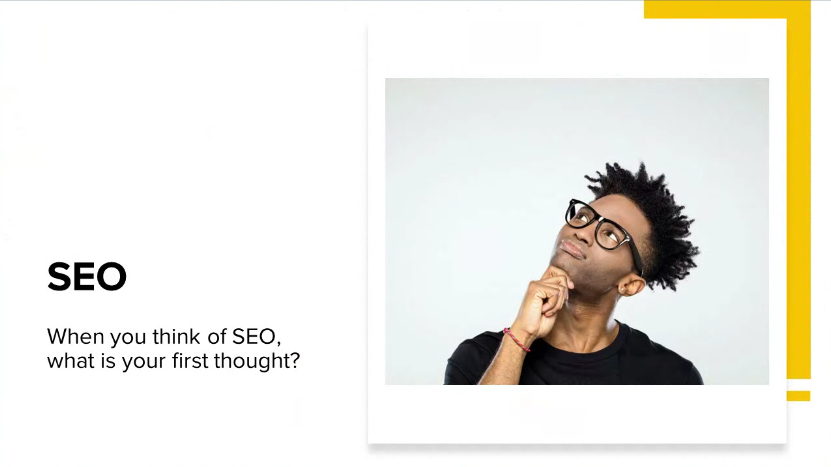 SEO
When you think of SEO,
what is your first thought?